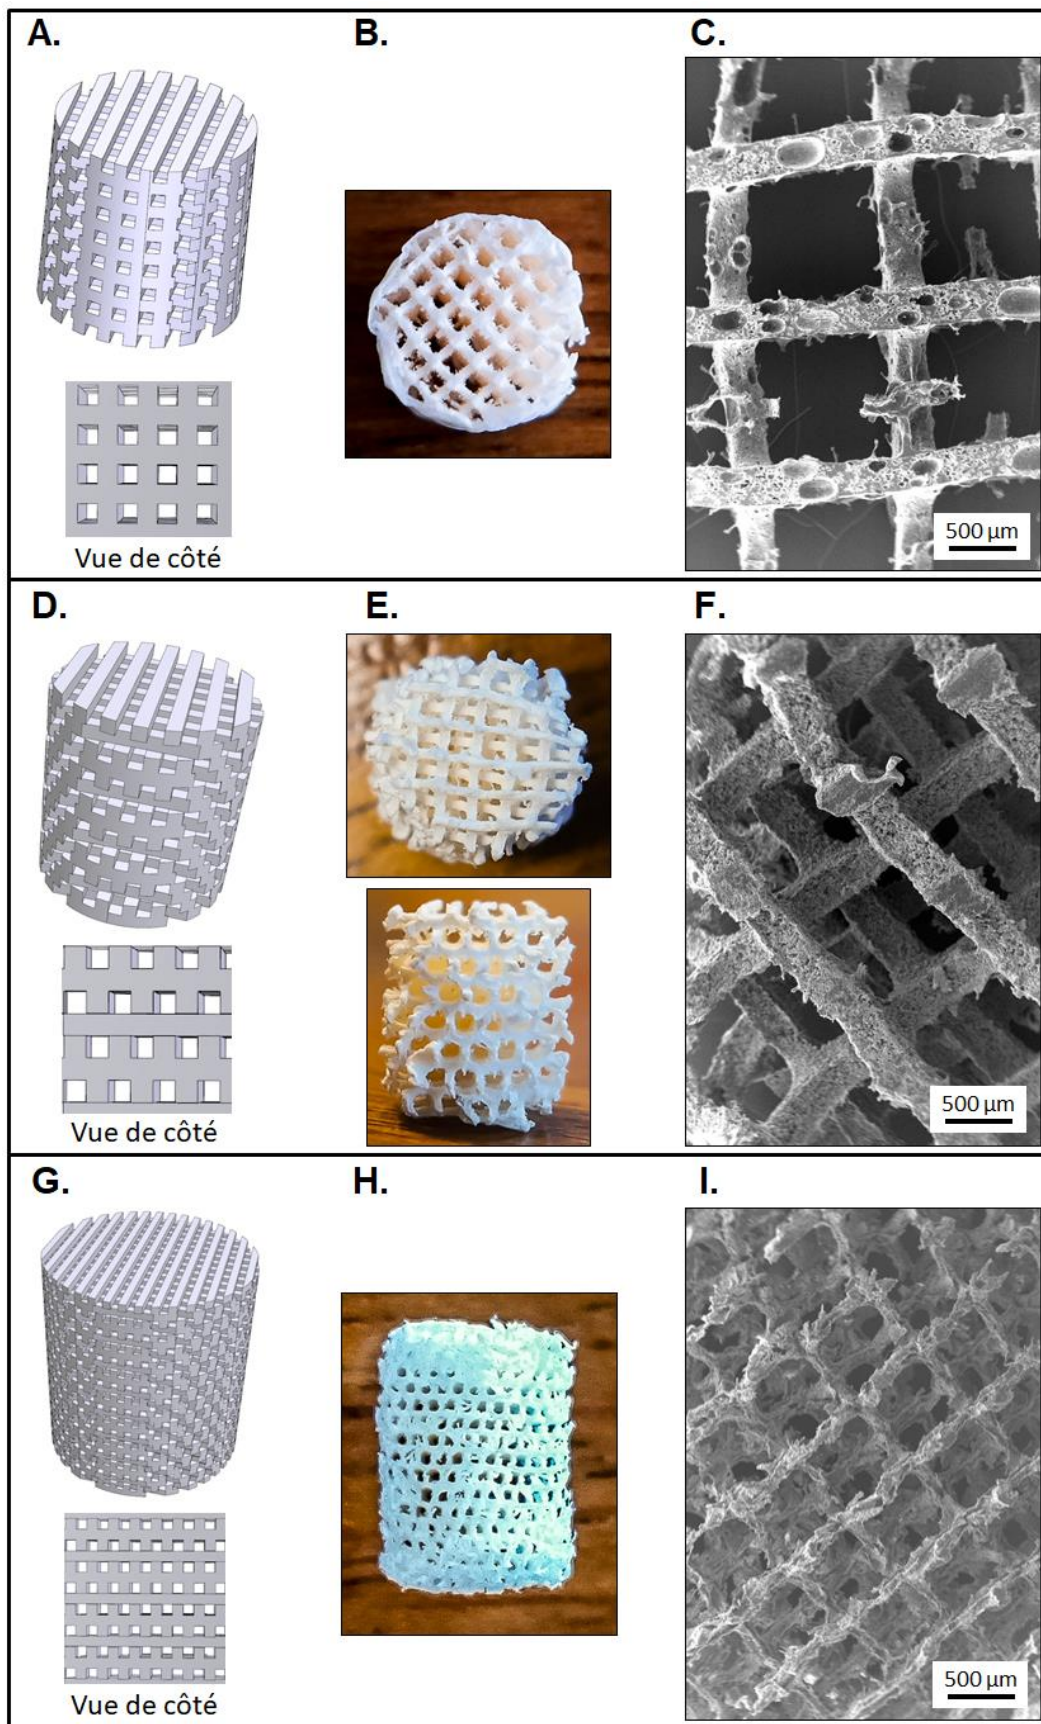 A.
B.
C.
Vue de côté
500 µm
D.
E.
F.
Vue de côté
500 µm
G.
H.
I.
Vue de côté
500 µm